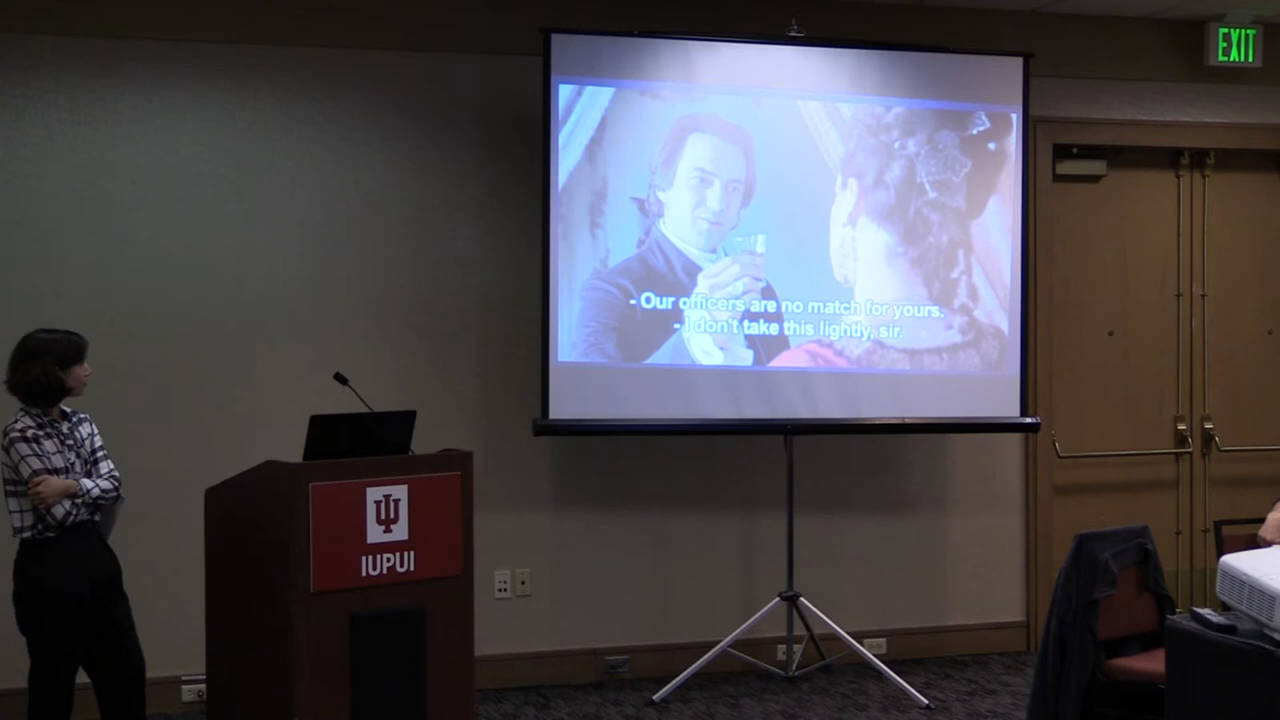 EXIT
- Our officers are no match for yours.
- I don't take this lightly, sir.
IUPUI